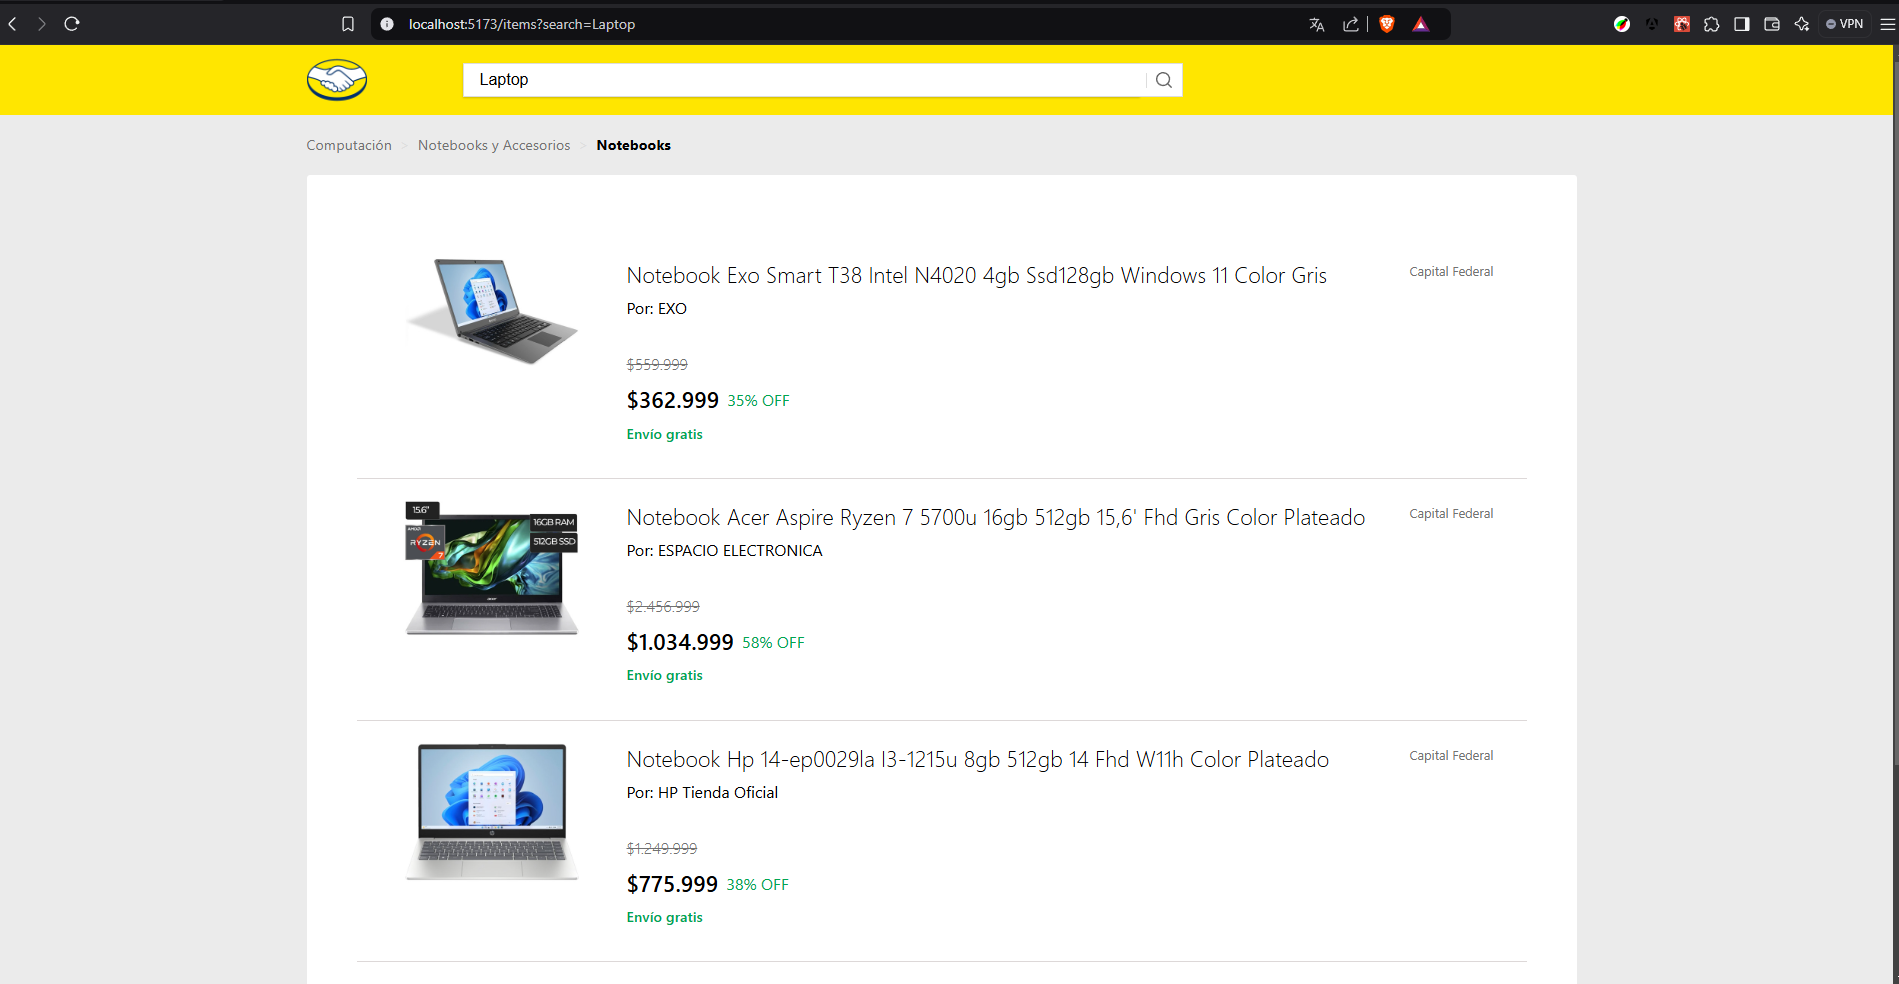 localhost:5173/items?search=Laptop
VPN
Laptop
Computación > Notebooks y Accesorios > Notebooks
Notebook Exo Smart T38 Intel N4020 4gb Ssd128gb Windows 11 Color Gris
Capital Federal
Por: EXO
$559.999
$362.999 35% OFF
Envío gratis
15.6"
16GB RAM
AMD
RYZEN
512GB SSD
7
acer
Notebook Acer Aspire Ryzen 7 5700u 16gb 512gb 15,6' Fhd Gris Color Plateado
Capital Federal
Por: ESPACIO ELECTRONICA
$2.456.999
$1.034.999 58% OFF
Envío gratis
Notebook Hp 14-ep0029la I3-1215u 8gb 512gb 14 Fhd W11h Color Plateado
Capital Federal
Por: HP Tienda Oficial
$1.249.999
$775.999 38% OFF
Envío gratis